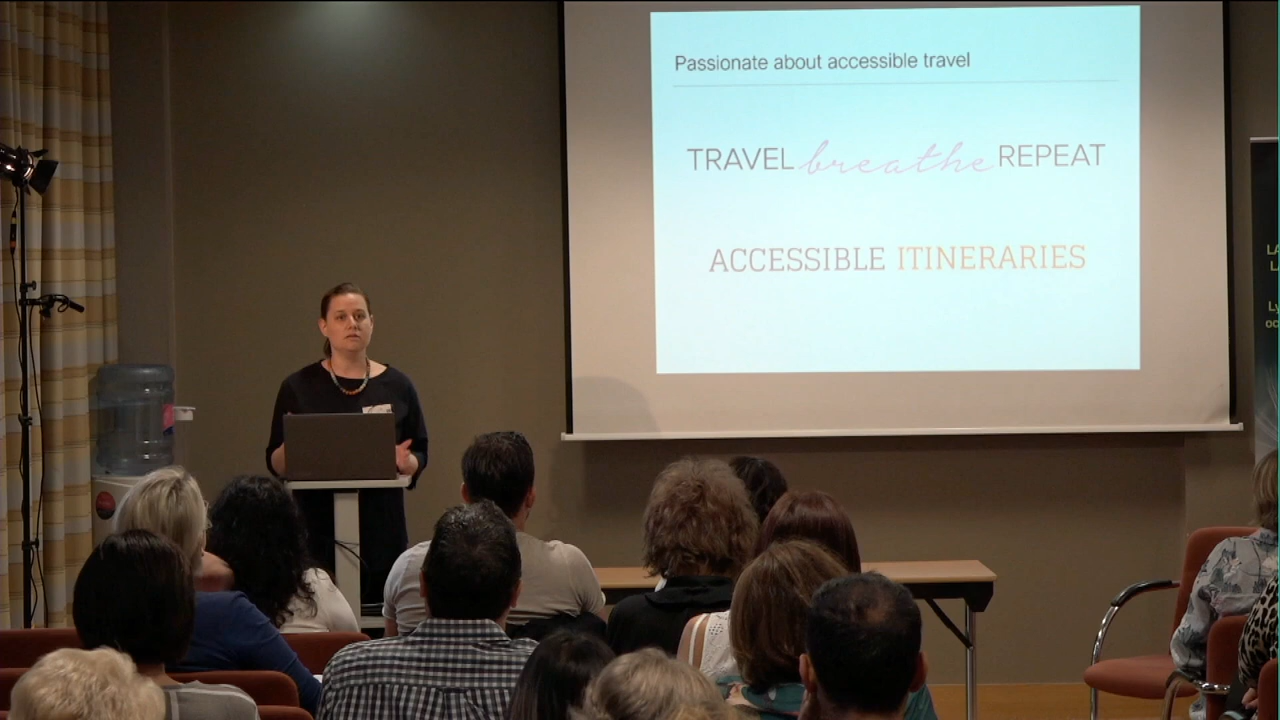 Passionate about accessible travel
TRAVEL breathe REPEAT
ACCESSIBLE ITINERARIES